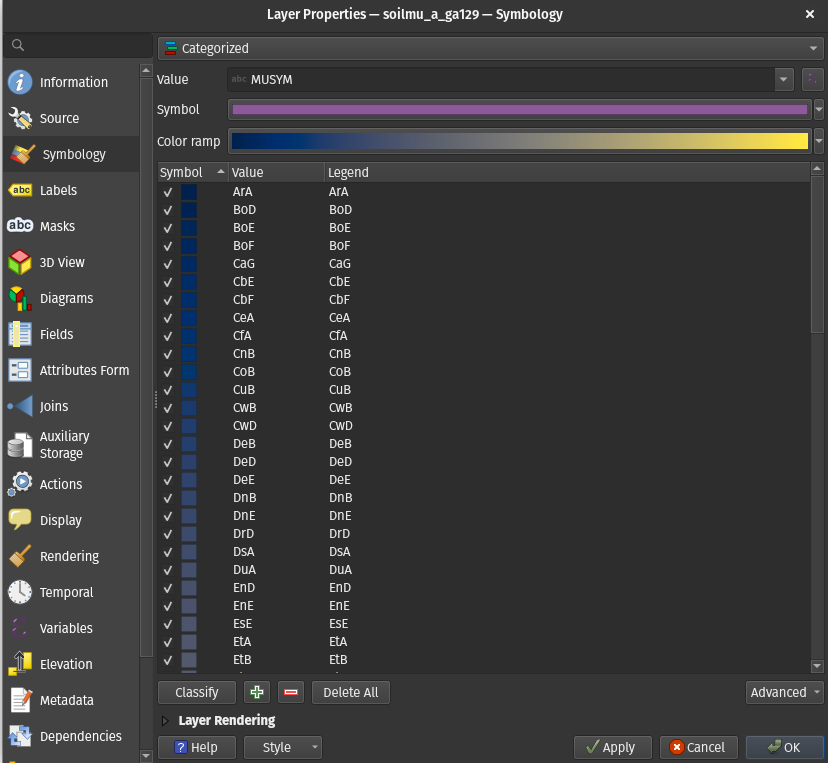 Layer Properties — soilmu_a_ga129 — Symbology
Information
Source
Symbology
Labels
Masks
3D View
Diagrams
Fields
Attributes Form
Joins
Auxiliary
Storage
Actions
Display
Rendering
Temporal
Variables
Elevation
Metadata
Dependencies
Categorized
Value abc MUSYM
Symbol
Color ramp
Symbol Value Legend
ArA ArA
BoD BoD
BoE BoE
BoF BoF
CaG CaG
CbE CbE
CbF CbF
CeA CeA
CfA CfA
CnB CnB
CoB CoB
CuB CuB
CwB CwB
CwD CwD
DeB DeB
DeD DeD
DeE DeE
DnB DnB
DnE DnE
DrD DrD
DsA DsA
DuA DuA
EnD EnD
EnE EnE
EsE EsE
EtA EtA
EtB EtB
Classify Delete All Advanced
Layer Rendering
Help Style Apply Cancel OK